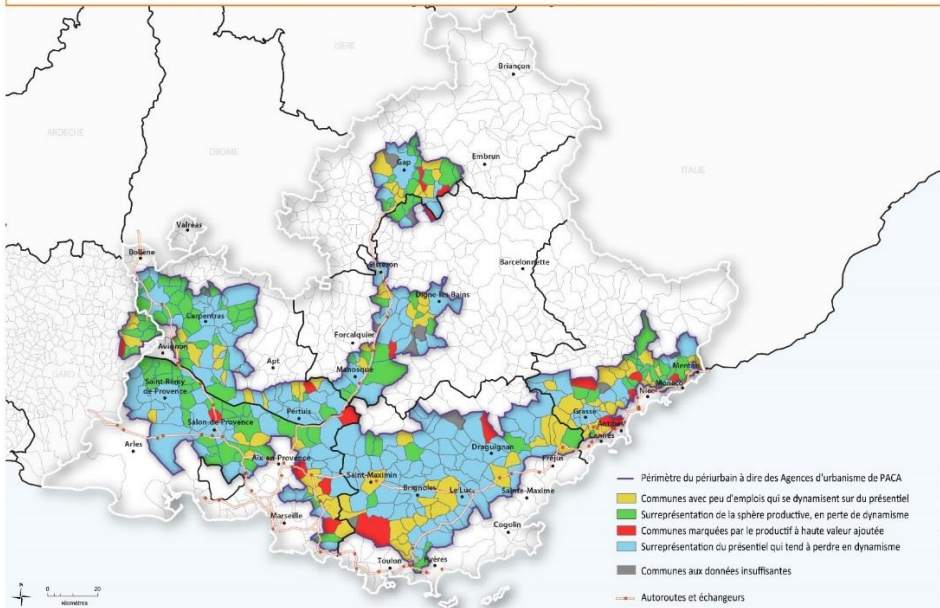 ISERE
Briançon
ARDECHE
DROME
Gap
Embrun
ITALIE
Valréas
Bollène
Sisteron
Barcelonnette
Digne-les-Bains
Carpentras
Forcalquier
Avignon
Apt
Manosque
Menton
Monaco
Nice
Saint-Rémy
de-Provence
Pertuis
Grasse
Antibes
Cannes
Salon-de-Provence
Arles
Draguignan
Aix-en-Provence
Fréjus
Saint-Maximin
Brignoles
Le Luc
Sainte-Maxime
Marseille
Cogolin
Toulon
Hyères
Périmètre du périurbain à dire des Agences d'urbanisme de PACA
Communes avec peu d'emplois qui se dynamisent sur du présentiel
Surreprésentation de la sphère productive, en perte de dynamisme
Communes marquées par le productif à haute valeur ajoutée
Surreprésentation du présentiel qui tend à perdre en dynamisme
Communes aux données insuffisantes
Autoroutes et échangeurs
N
0 20
Kilomètres